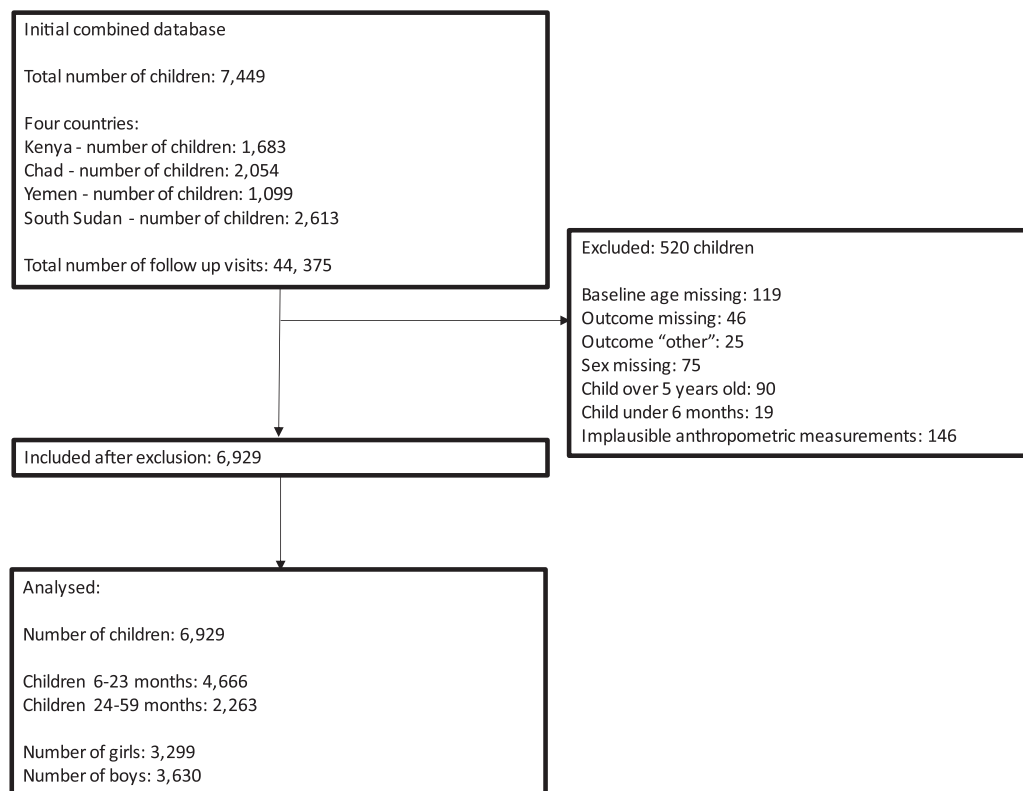 Initial combined database
Total number of children: 7,449
Four countries:
Kenya - number of children: 1,683
Chad - number of children: 2,054
Yemen - number of children: 1,099
South Sudan - number of children: 2,613
Total number of follow up visits: 44, 375
Excluded: 520 children
Baseline age missing: 119
Outcome missing: 46
Outcome “other”: 25
Sex missing: 75
Child over 5 years old: 90
Child under 6 months: 19
Implausible anthropometric measurements: 146
Included after exclusion: 6,929
Analysed:
Number of children: 6,929
Children 6-23 months: 4,666
Children 24-59 months: 2,263
Number of girls: 3,299
Number of boys: 3,630